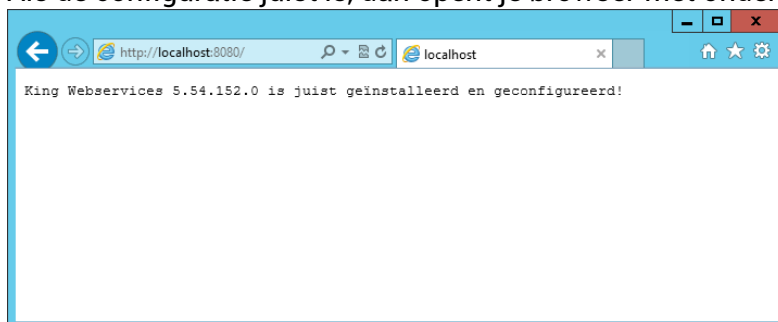 http://localhost:8080/
localhost
King Webservices 5.54.152.0 is juist geïnstalleerd en geconfigureerd!